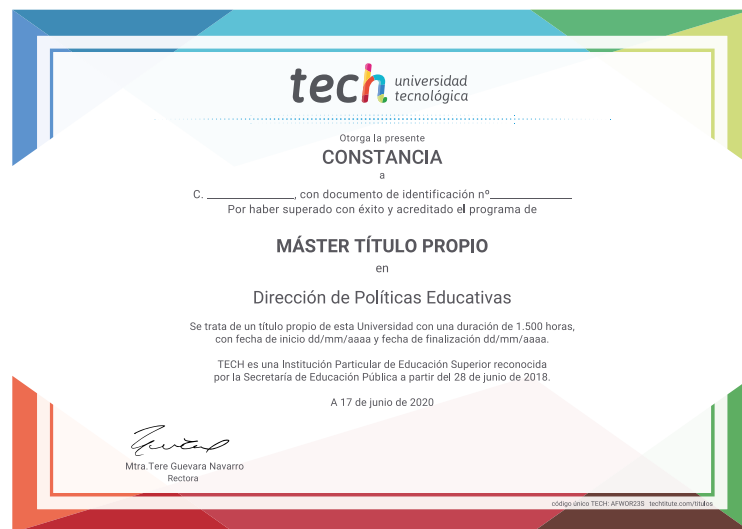 tech universidad
tecnológica
Otorga la presente
CONSTANCIA
a
C. ________________, con documento de identificación nº______________
Por haber superado con éxito y acreditado el programa de
MÁSTER TÍTULO PROPIO
en
Dirección de Políticas Educativas
Se trata de un título propio de esta Universidad con una duración de 1.500 horas,
con fecha de inicio dd/mm/aaaa y fecha de finalización dd/mm/aaaa.
TECH es una Institución Particular de Educación Superior reconocida
por la Secretaría de Educación Pública a partir del 28 de junio de 2018.
A 17 de junio de 2020
Mtra.Tere Guevara Navarro
Rectora
código único TECH: AFWOR23S techtitute.com/títulos